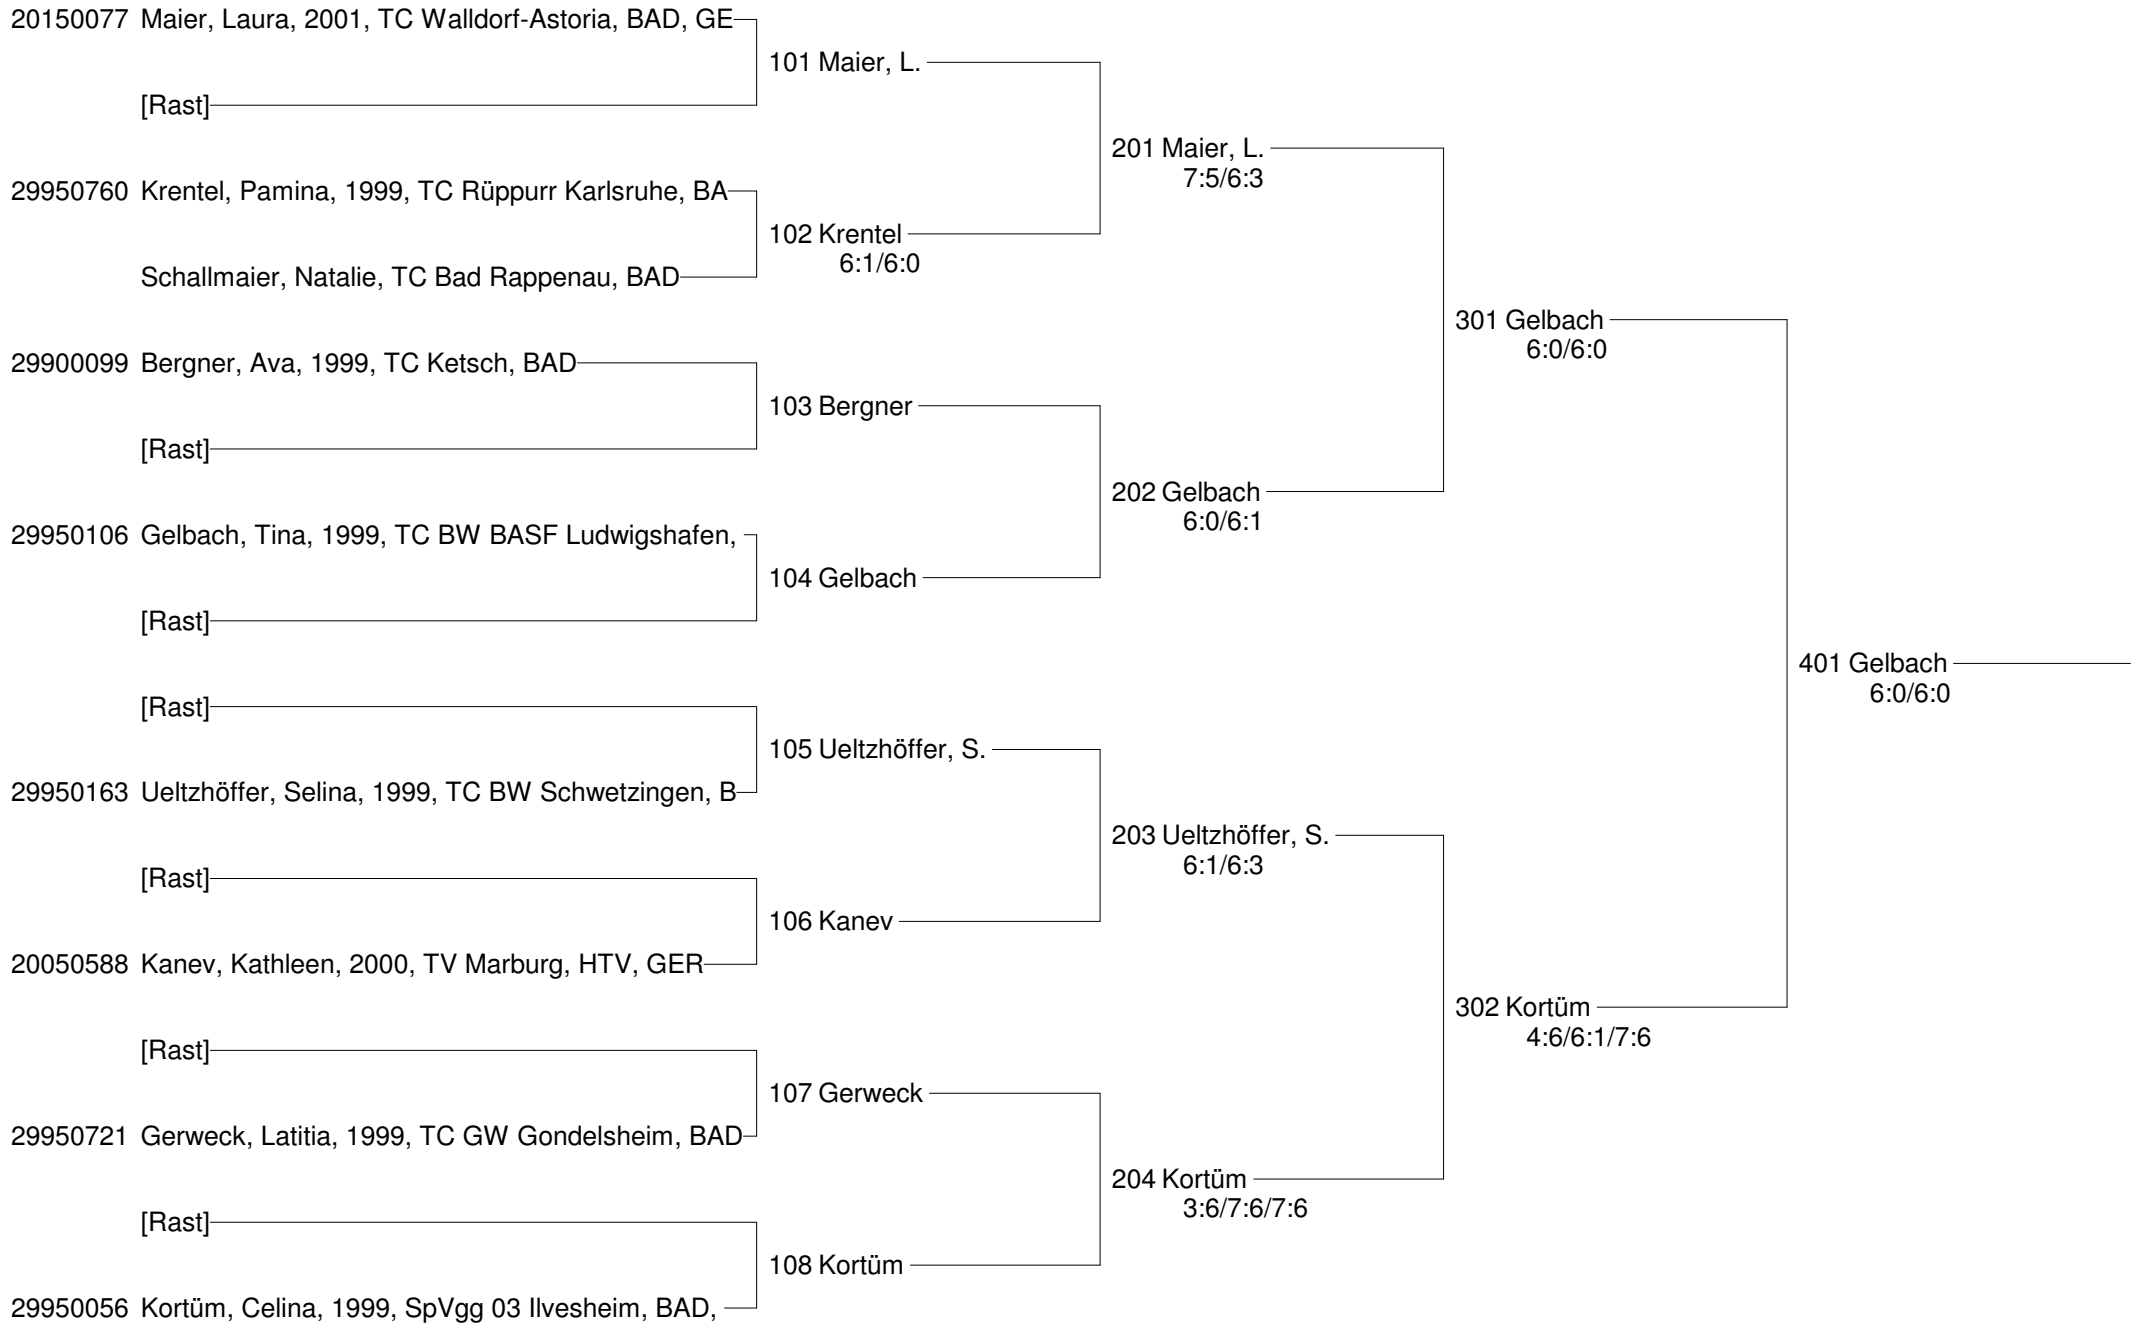 20150077 Maier, Laura, 2001, TC Walldorf-Astoria, BAD, GE
101 Maier, L.
[Rast]
201 Maier, L.
7:5/6:3
29950760 Krentel, Pamina, 1999, TC Rüppurr Karlsruhe, BA
102 Krentel
6:1/6:0
Schallmaier, Natalie, TC Bad Rappenau, BAD
301 Gelbach
6:0/6:0
29900099 Bergner, Ava, 1999, TC Ketsch, BAD
103 Bergner
[Rast]
202 Gelbach
6:0/6:1
29950106 Gelbach, Tina, 1999, TC BW BASF Ludwigshafen,
104 Gelbach
[Rast]
401 Gelbach
6:0/6:0
[Rast]
105 Ueltzhöffer, S.
29950163 Ueltzhöffer, Selina, 1999, TC BW Schwetzingen, B
203 Ueltzhöffer, S.
6:1/6:3
[Rast]
106 Kanev
20050588 Kanev, Kathleen, 2000, TV Marburg, HTV, GER
302 Kortüm
4:6/6:1/7:6
[Rast]
107 Gerweck
29950721 Gerweck, Latitia, 1999, TC GW Gondelsheim, BAD
204 Kortüm
3:6/7:6/7:6
[Rast]
108 Kortüm
29950056 Kortüm, Celina, 1999, SpVgg 03 Ilvesheim, BAD,